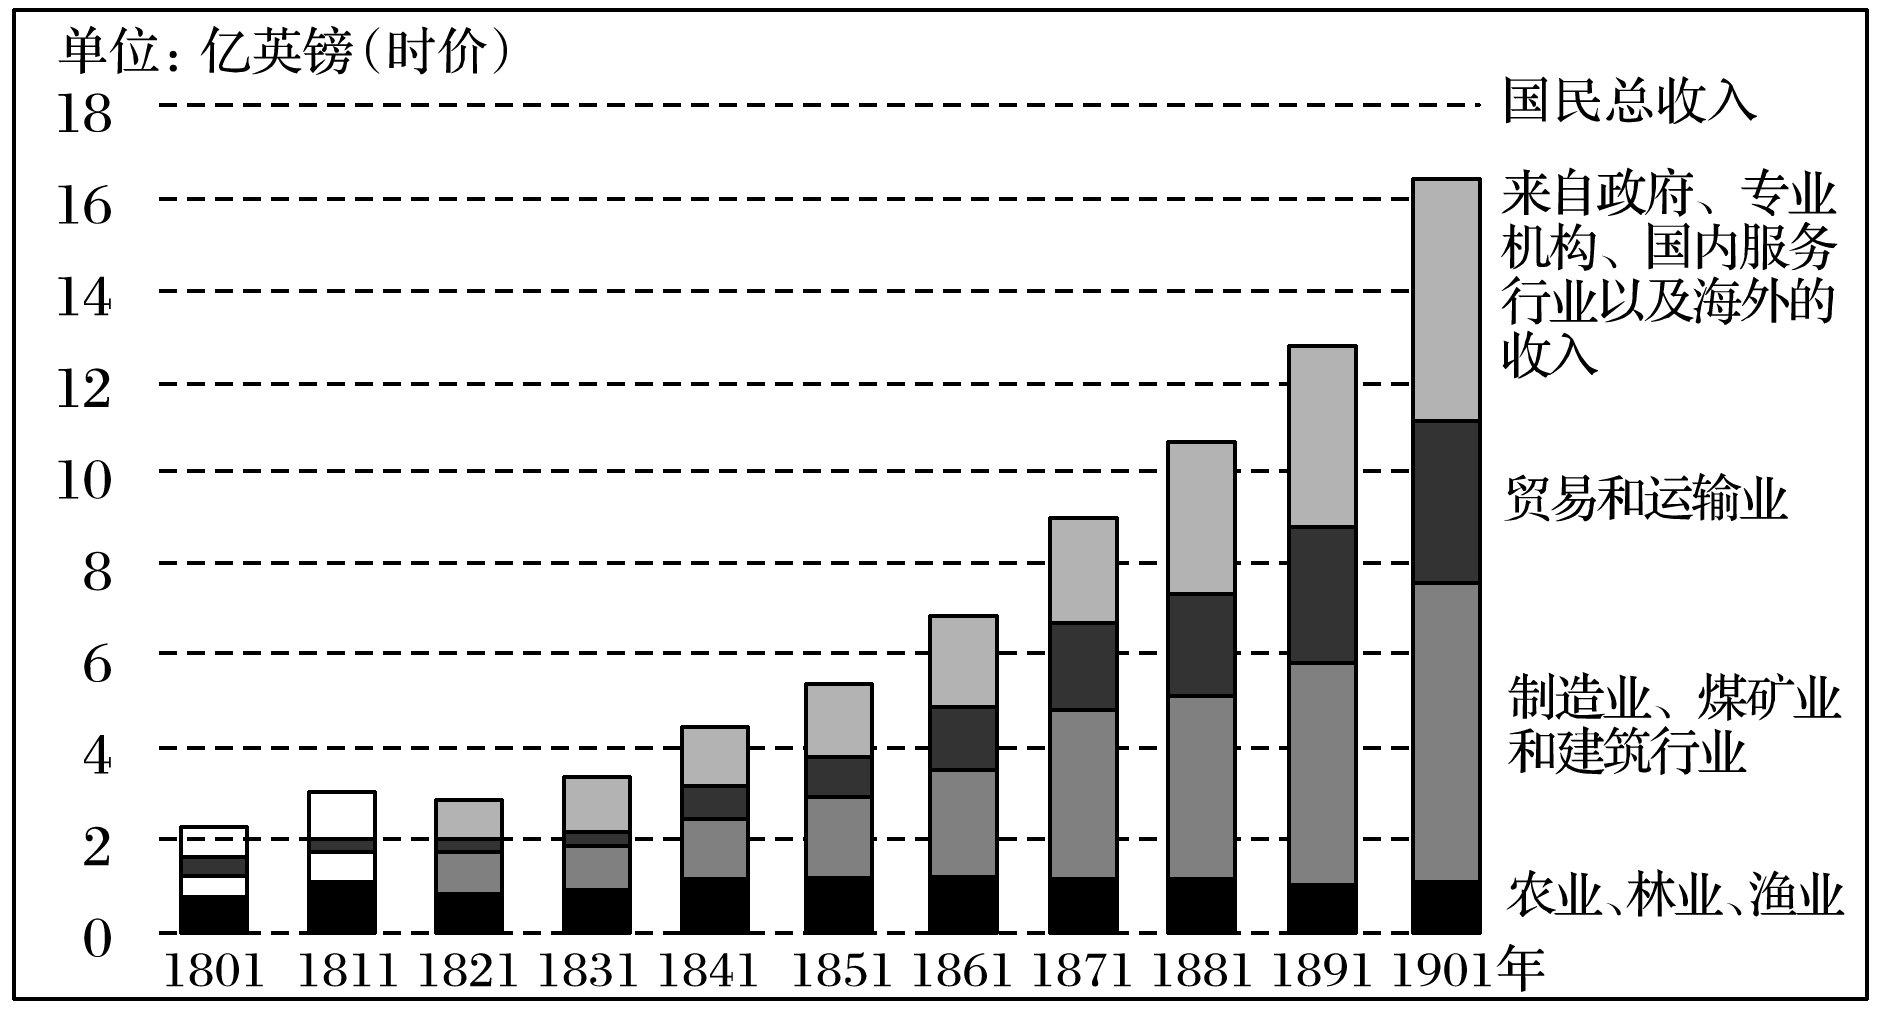 单位：亿英镑（时价）
18
16
14
12
10
8
6
4
2
0
国民总收入
来自政府、专业
机构、国内服务
行业以及海外的
收入
贸易和运输业
制造业、煤矿业
和建筑行业
农业、林业、渔业
1801 1811 1821 1831 1841 1851 1861 1871 1881 1891 1901年